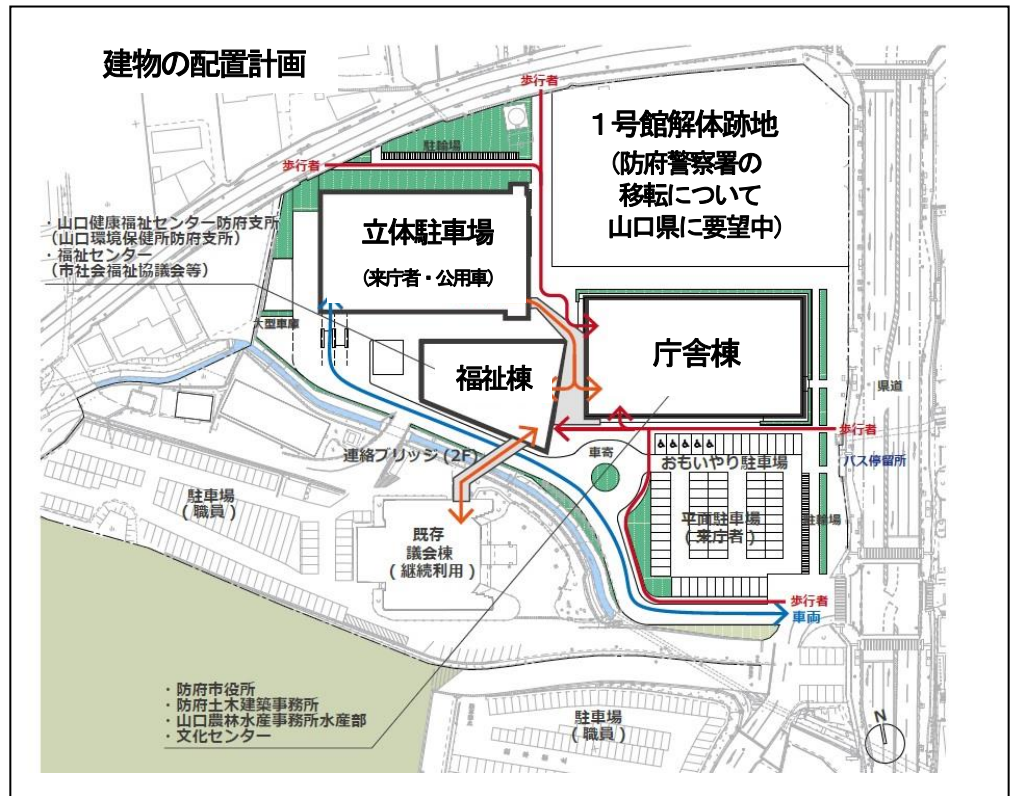 建物の配置計画
歩行者
1号館解体跡地
(防府警察署の
移転について
山口県に要望中)
駐輪場
歩行者
・山口健康福祉センター防府支所
(山口環境保健所防府支所)
・福祉センター
(市社会福祉協議会等)
立体駐車場
(来庁者・公用車)
大型車庫
福祉棟
庁舎棟
県道
歩行者
バス停留所
車寄
おもいやり駐車場
連絡ブリッジ(2F)
平面駐車場
(来庁者)
駐輪場
駐車場
(職員)
既存
議会棟
(継続利用)
歩行者
車両
・防府市役所
・防府土木建築事務所
・山口農林水産事務所水産部
・文化センター
駐車場
(職員)
N